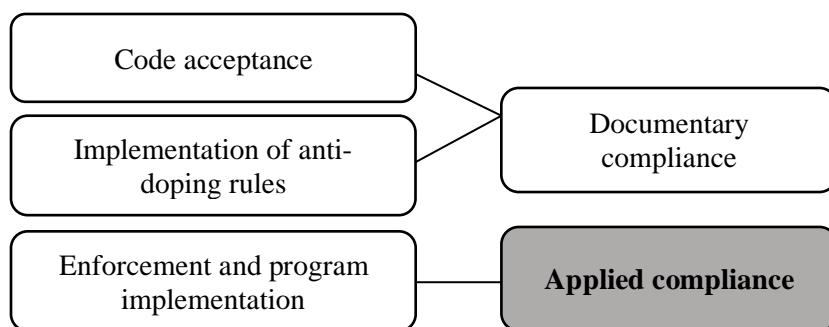 Code acceptance
Implementation of anti-
doping rules
Documentary
compliance
Enforcement and program
implementation
Applied compliance